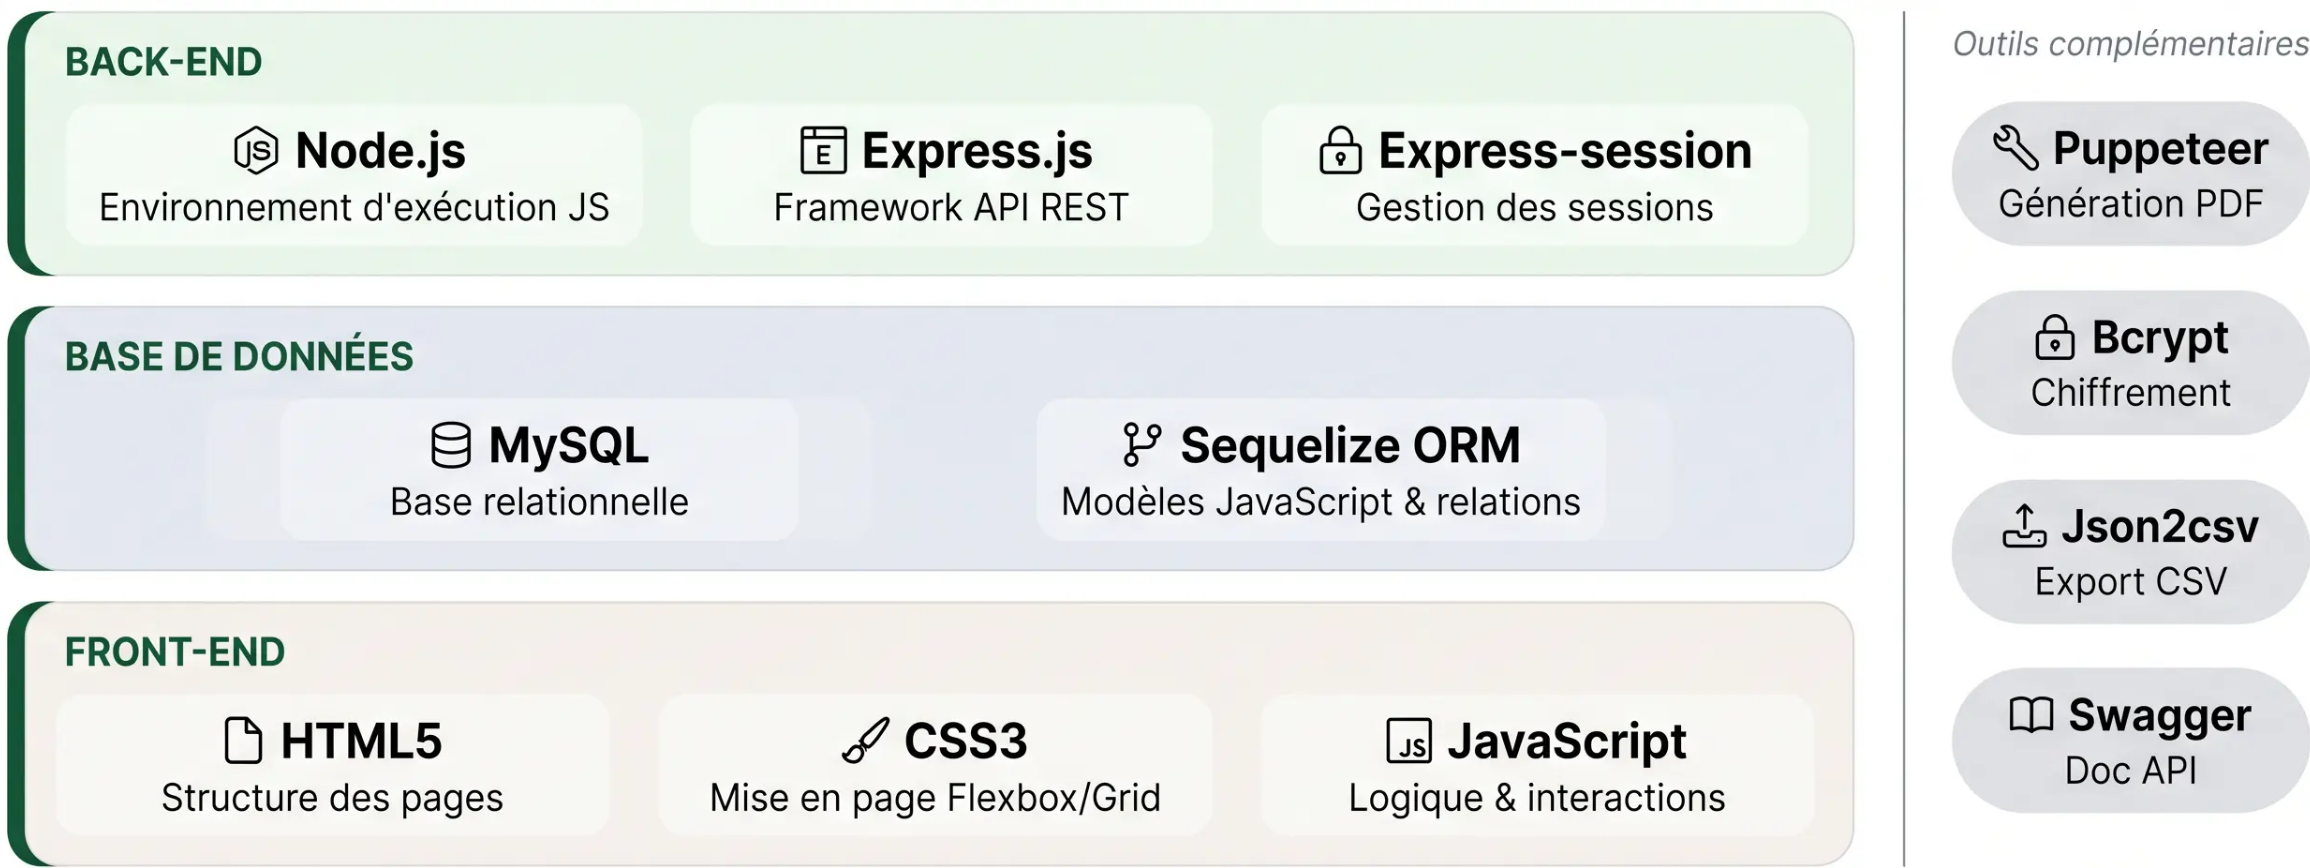 BACK-END
Node.js
Environnement d'exécution JS
Express.js
Framework API REST
Express-session
Gestion des sessions
BASE DE DONNÉES
MySQL
Base relationnelle
Sequelize ORM
Modèles JavaScript & relations
FRONT-END
HTML5
Structure des pages
CSS3
Mise en page Flexbox/Grid
JS
JavaScript
Logique & interactions
Outils complémentaires
Puppeteer
Génération PDF
Bcrypt
Chiffrement
Json2csv
Export CSV
Swagger
Doc API